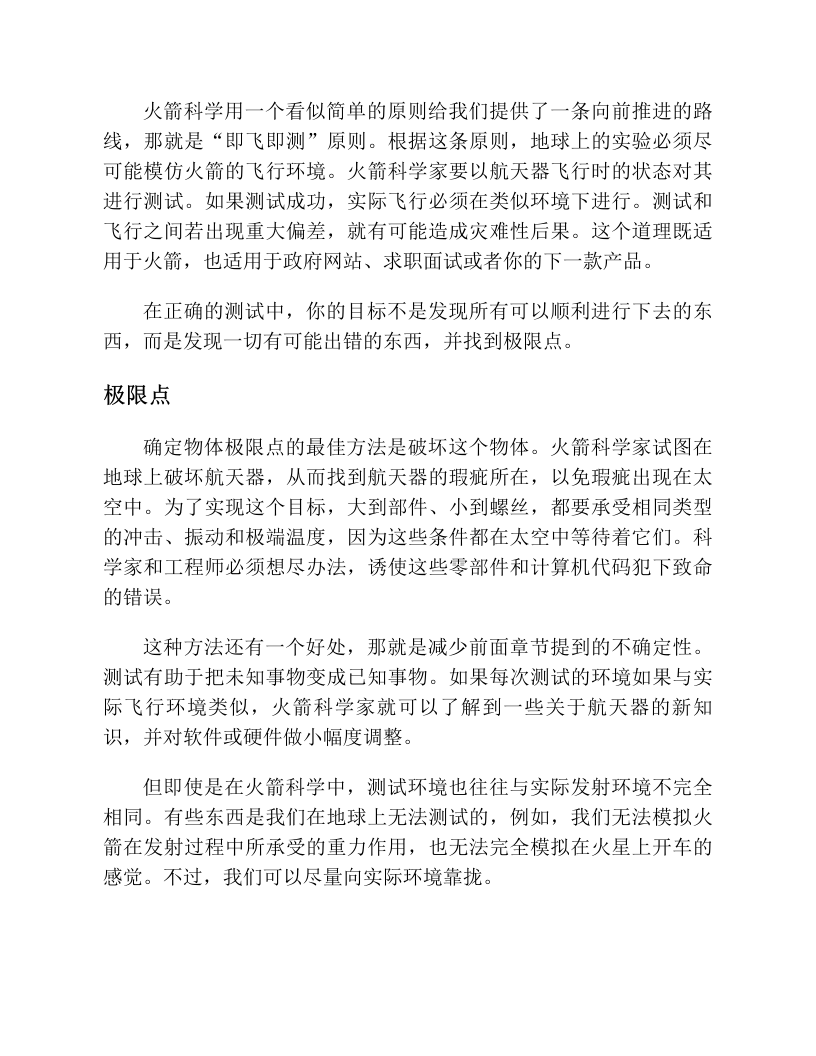 火箭科学用一个看似简单的原则给我们提供了一条向前推进的路
线，那就是“即飞即测”原则。根据这条原则，地球上的实验必须尽
可能模仿火箭的飞行环境。火箭科学家要以航天器飞行时的状态对其
进行测试。如果测试成功，实际飞行必须在类似环境下进行。测试和
飞行之间若出现重大偏差，就有可能造成灾难性后果。这个道理既适
用于火箭，也适用于政府网站、求职面试或者你的下一款产品。
在正确的测试中，你的目标不是发现所有可以顺利进行下去的东
西，而是发现一切有可能出错的东西，并找到极限点。
极限点
确定物体极限点的最佳方法是破坏这个物体。火箭科学家试图在
地球上破坏航天器，从而找到航天器的瑕疵所在，以免瑕疵出现在太
空中。为了实现这个目标，大到部件、小到螺丝，都要承受相同类型
的冲击、振动和极端温度，因为这些条件都在太空中等待着它们。科
学家和工程师必须想尽办法，诱使这些零部件和计算机代码犯下致命
的错误。
这种方法还有一个好处，那就是减少前面章节提到的不确定性。
测试有助于把未知事物变成已知事物。如果每次测试的环境如果与实
际飞行环境类似，火箭科学家就可以了解到一些关于航天器的新知
识，并对软件或硬件做小幅度调整。
但即使是在火箭科学中，测试环境也往往与实际发射环境不完全
相同。有些东西是我们在地球上无法测试的，例如，我们无法模拟火
箭在发射过程中所承受的重力作用，也无法完全模拟在火星上开车的
感觉。不过，我们可以尽量向实际环境靠拢。